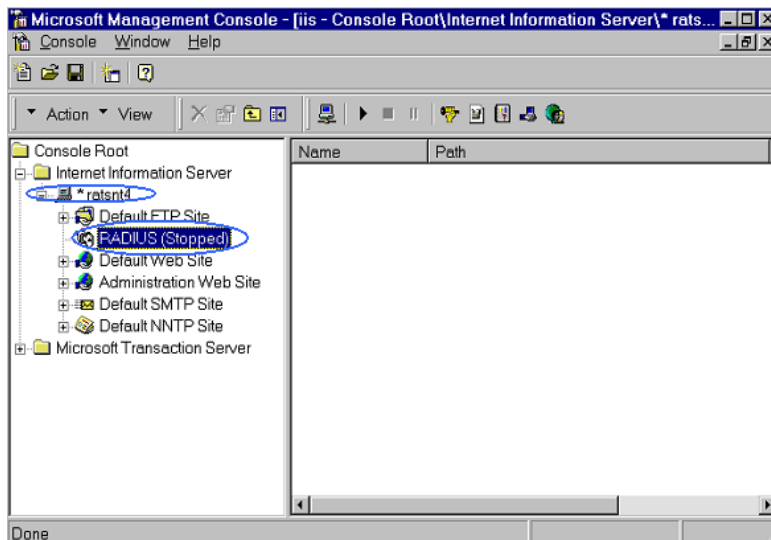 Microsoft Management Console - [iis - Console Root\Internet Information Server\* rats...
Console Window Help
Action View
Console Root
Name Path
Internet Information Server
* ratsnt4
Default FTP Site
RADIUS (Stopped)
Default Web Site
Administration Web Site
Default SMTP Site
Default NNTP Site
Microsoft Transaction Server
Done